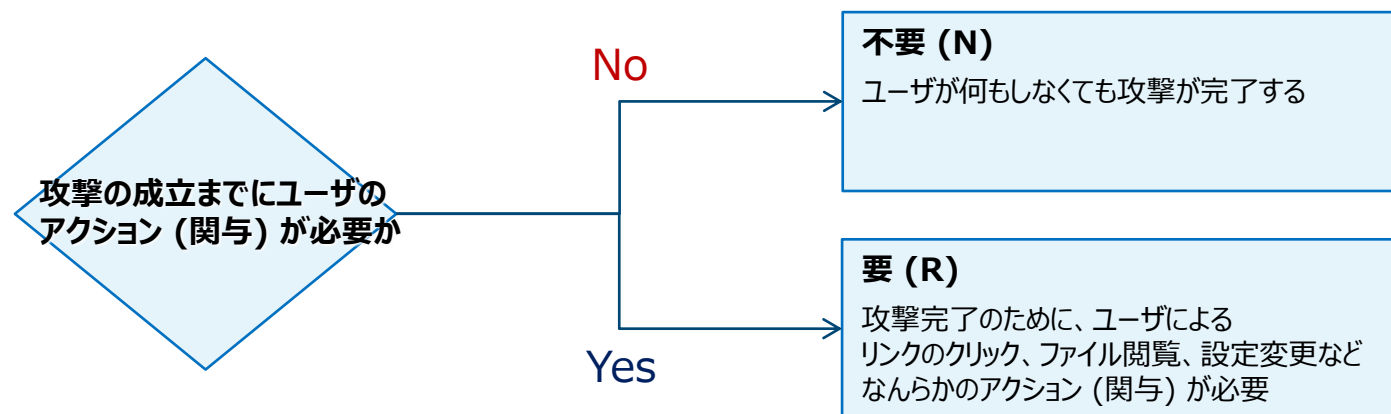 攻撃の成立までにユーザの
アクション (関与) が必要か
No
不要 (N)
ユーザが何もしなくても攻撃が完了する
Yes
要 (R)
攻撃完了のために、ユーザによる
リンクのクリック、ファイル閲覧、設定変更など
なんらかのアクション (関与) が必要